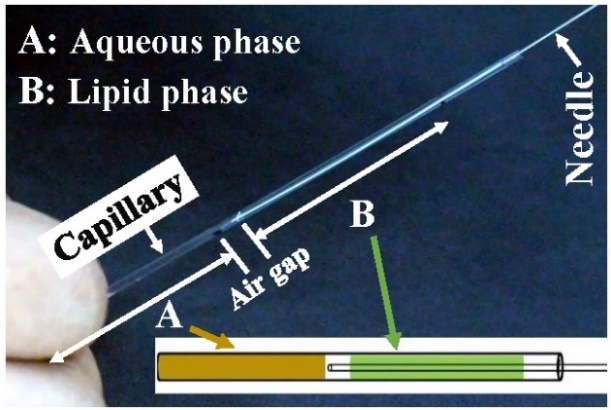 A: Aqueous phase
B: Lipid phase
Needle
Capillary
B
Air gap
A